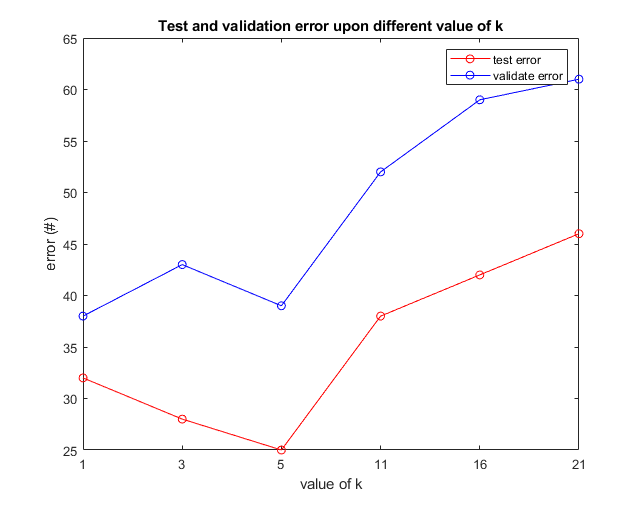 Test and validation error upon different value of k
65
60
55
50
45
40
35
30
25
error (#)
test error
validate error
1 3 5 11 16 21
value of k